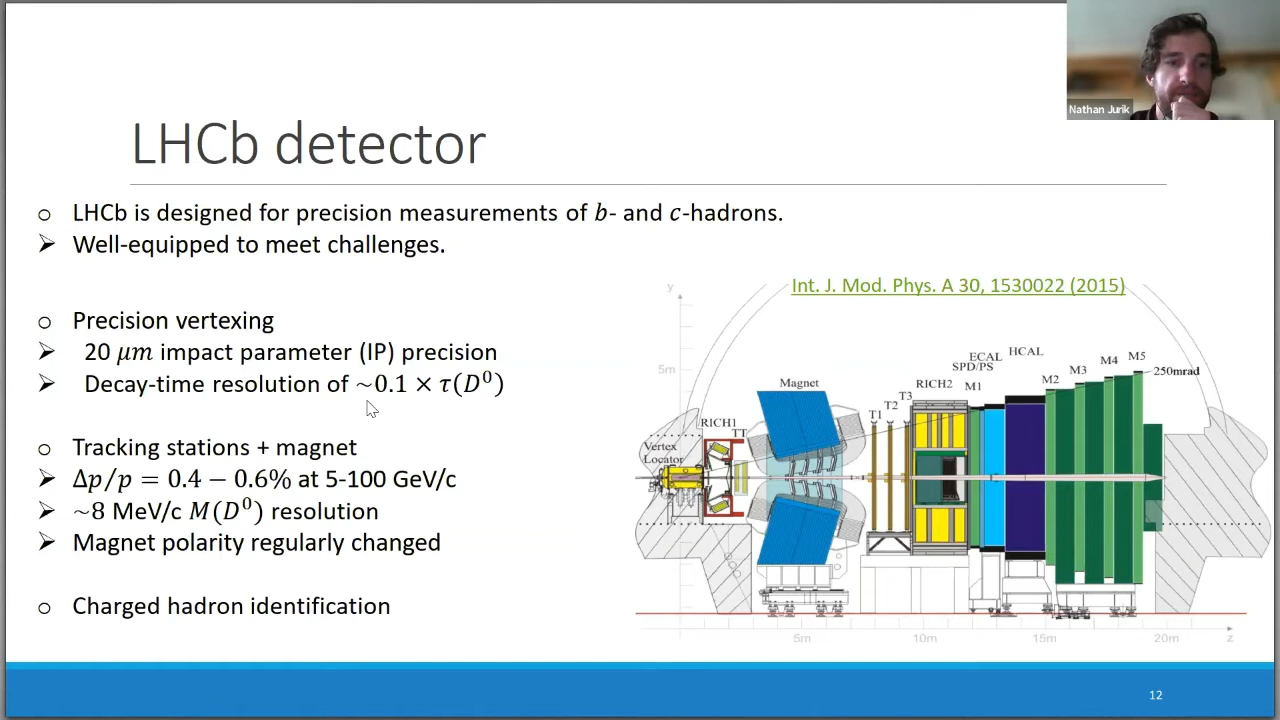 Nathan Jurik
LHCb detector
o LHCb is designed for precision measurements of b- and c-hadrons.
➢ Well-equipped to meet challenges.
Int. J. Mod. Phys. A 30, 1530022 (2015)
o Precision vertexing
➢ 20 μm impact parameter (IP) precision
➢ Decay-time resolution of ~0.1 × τ(D⁰)
o Tracking stations + magnet
➢ Δp/p = 0.4 − 0.6% at 5-100 GeV/c
➢ ~8 MeV/c M(D⁰) resolution
➢ Magnet polarity regularly changed
o Charged hadron identification
y
5m
Vertex
Locator
RICH1
TT
Magnet
T1
T2
T3
RICH2
M1
SPD/PS
ECAL
HCAL
M2
M3
M4
M5
250mrad
5m
10m
15m
20m
z
12